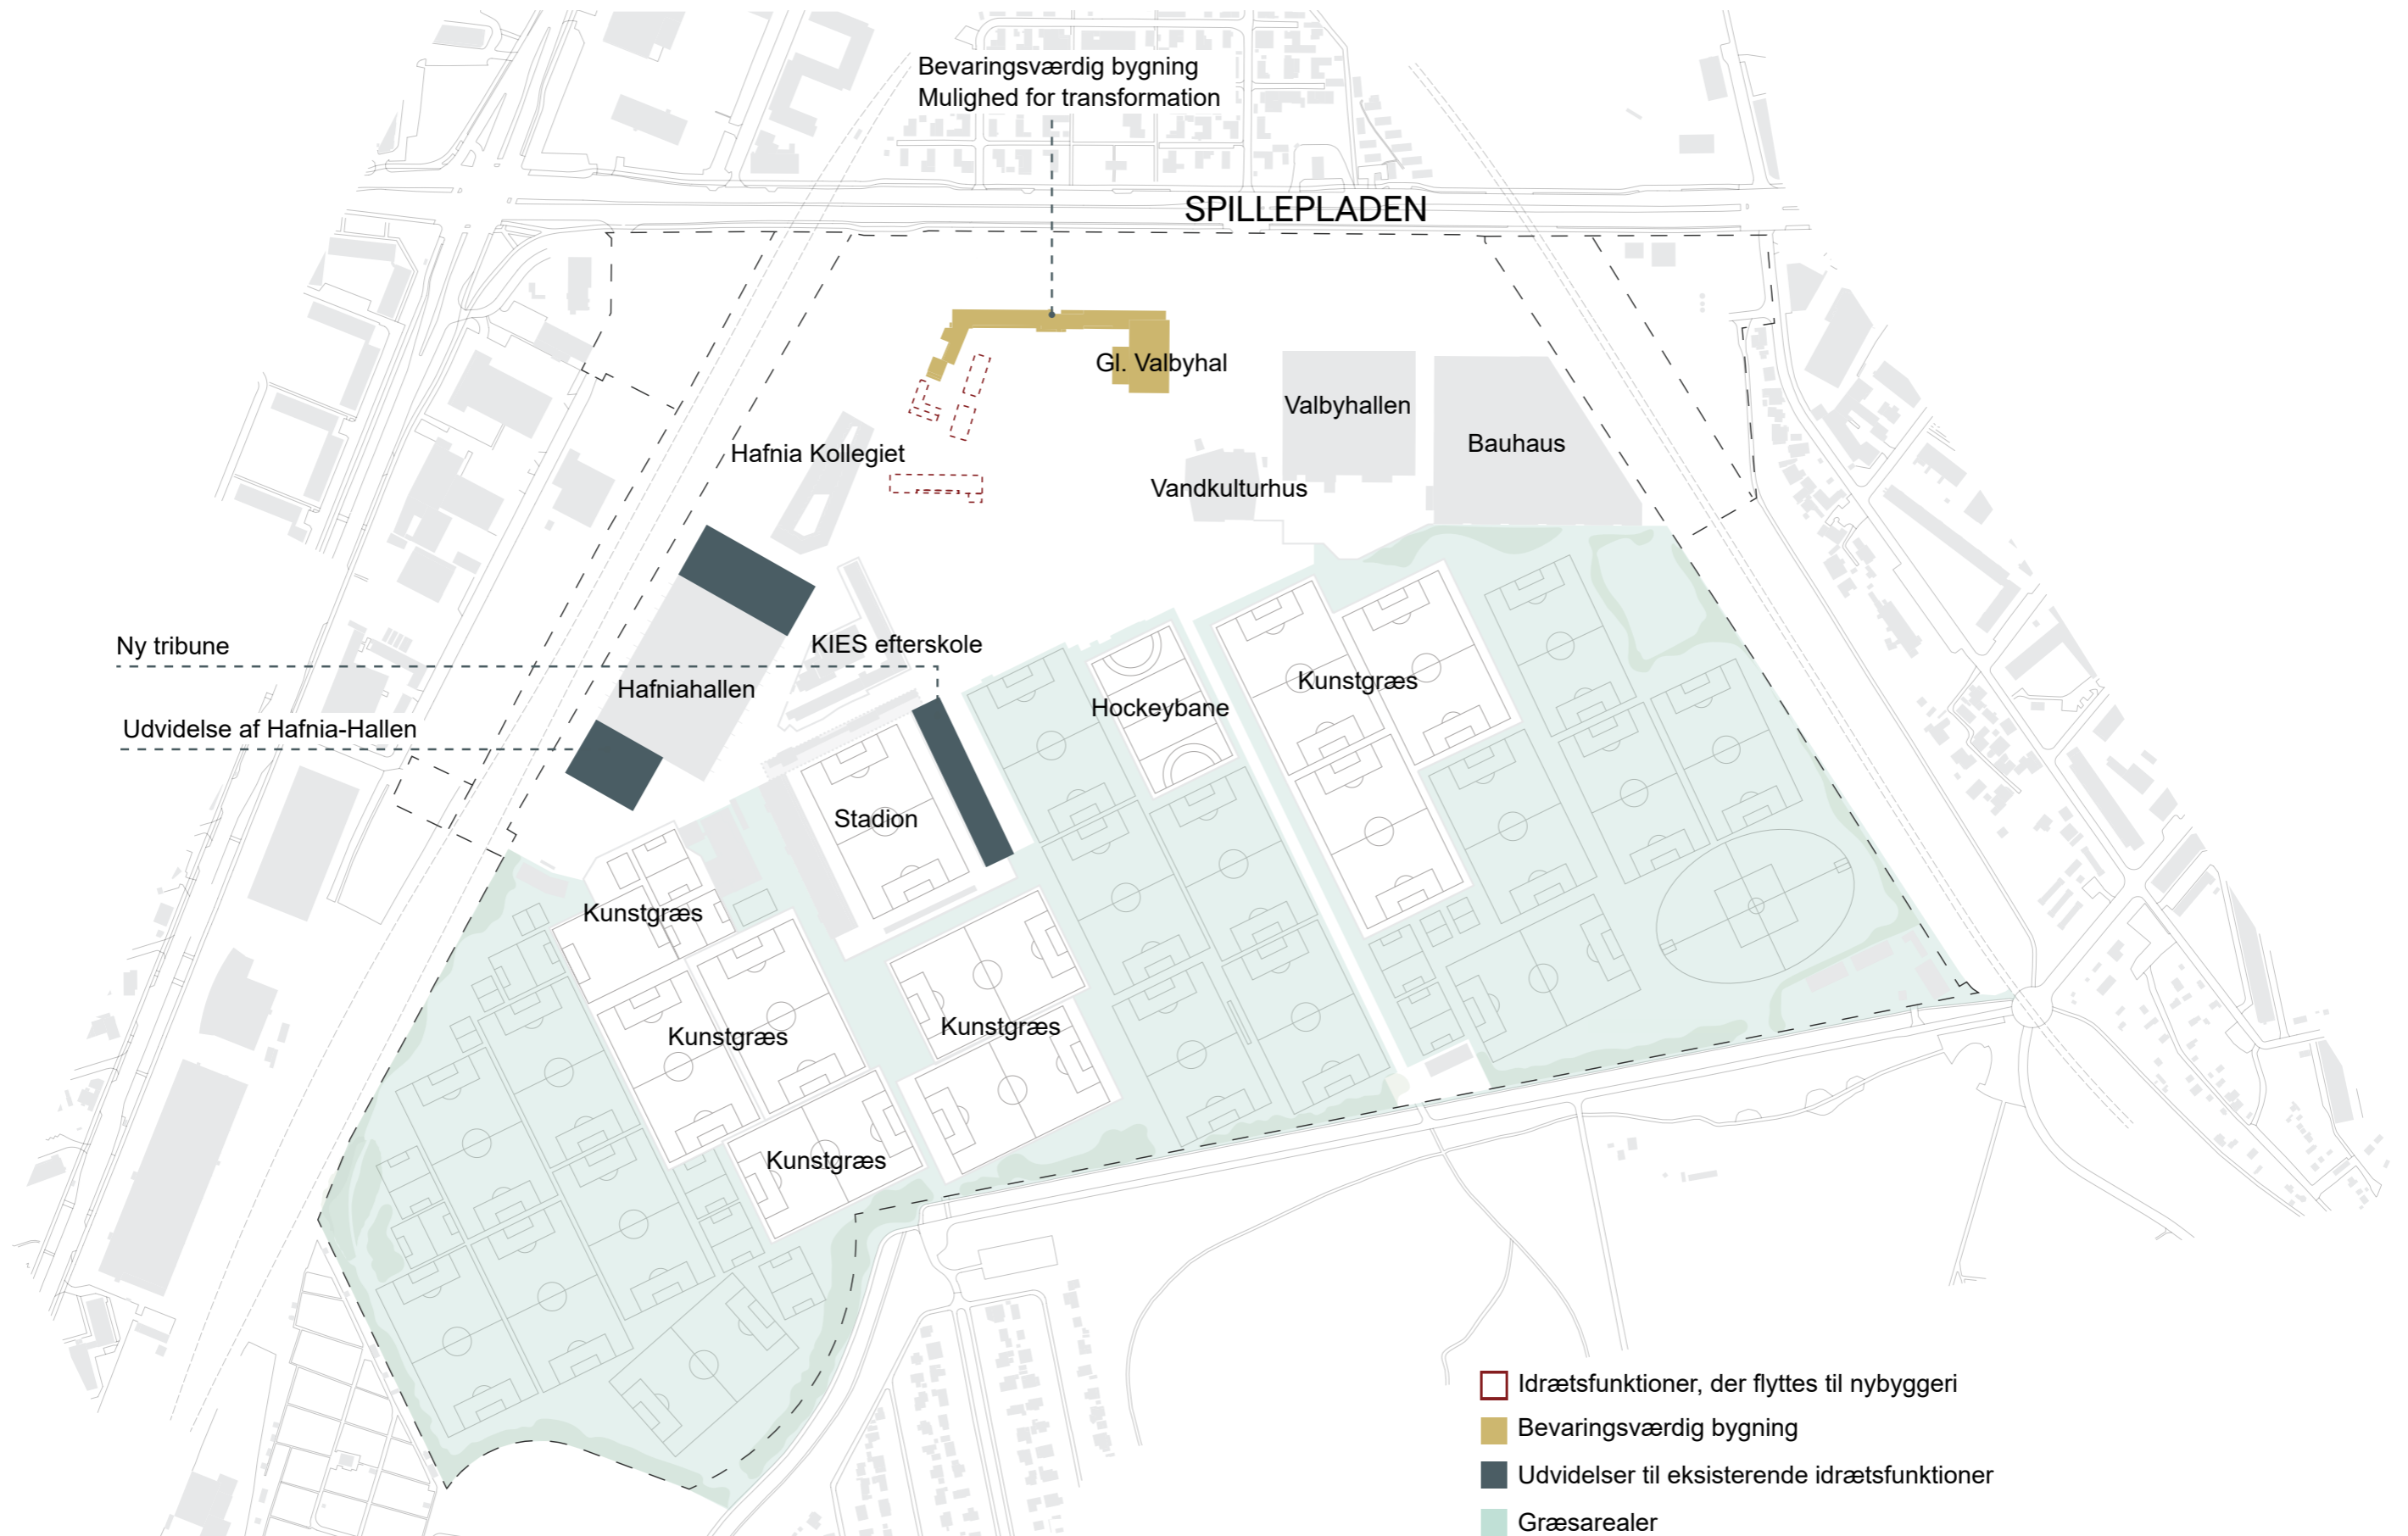 Bevaringsværdig bygning
Mulighed for transformation
SPILLEPLADEN
Gl. Valbyhal
Valbyhallen
Bauhaus
Hafnia Kollegiet
Vandkulturhus
Ny tribune
KIES efterskole
Hafniahallen
Kunstgræs
Hockeybane
Udvidelse af Hafnia-Hallen
Stadion
Kunstgræs
Kunstgræs
Kunstgræs
Kunstgræs
Idrætsfunktioner, der flyttes til nybyggeri
Bevaringsværdig bygning
Udvidelser til eksisterende idrætsfunktioner
Græsarealer